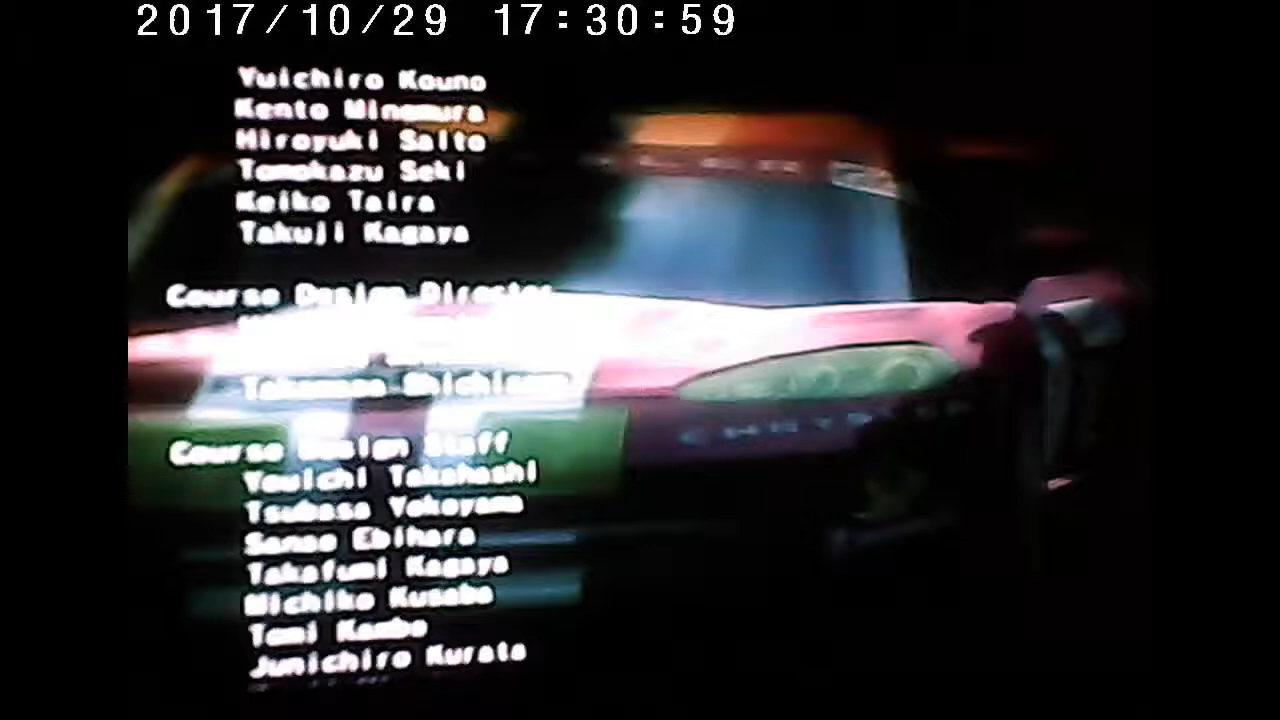 2017/10/29 17:30:59
Yuichiro Kouno
Kento Minamura
Hiroyuki Saito
Tomokazu Seki
Keiko Taira
Takuji Kagaya
Course Design Director
Course Design Staff
Youichi Takahashi
Tsubasa Yokoyama
Sanae Ebihara
Takafumi Kagaya
Michiko Kusaba
Tomi Kambe
Junichiro Kurata
CHRYSLER